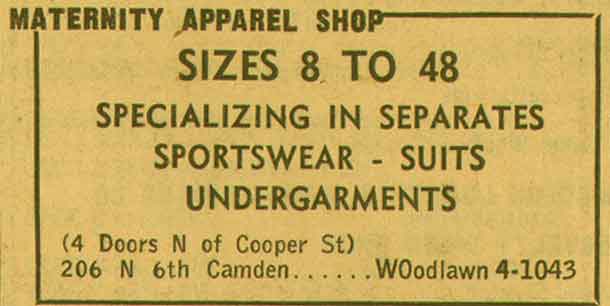 MATERNITY APPAREL SHOP
SIZES 8 TO 48
SPECIALIZING IN SEPARATES
SPORTSWEAR - SUITS
UNDERGARMENTS
(4 Doors N of Cooper St)
206 N 6th Camden......WOodlawn 4-1043